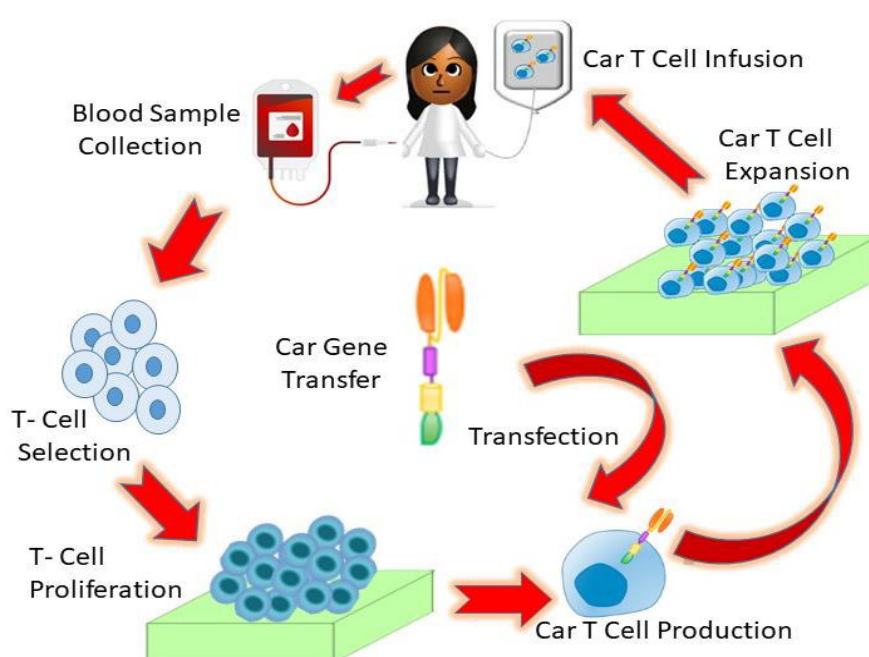 Blood Sample
Collection
Car T Cell Infusion
Car T Cell
Expansion
Car Gene
Transfer
Transfection
T- Cell
Selection
T- Cell
Proliferation
Car T Cell Production